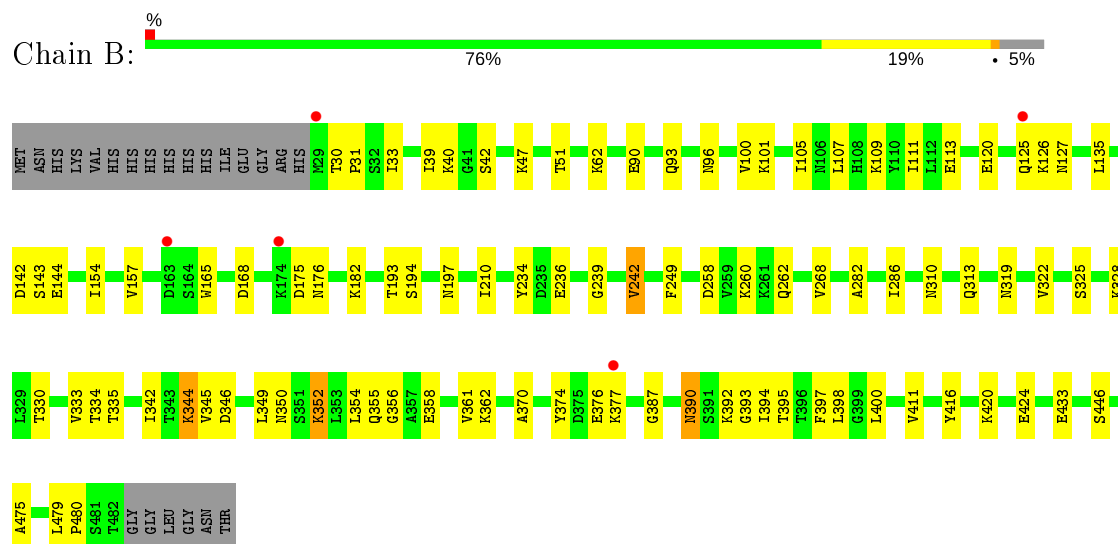 %
Chain B:
76% 19% • 5%
MET ASN HIS LYS VAL HIS HIS HIS HIS HIS HIS ILE GLU GLY ARG HIS M29 T30 P31 S32 I33 I39 K40 G41 S42 K47 T51 K62 E90 Q93 N96 V100 K101 I105 N106 L107 H108 K109 Y110 I111 L112 E113 E120 Q125 K126 N127 L135
D142 S143 E144 I154 V157 D163 S164 W165 D168 K174 D175 N176 K182 T193 S194 N197 I210 Y234 D235 E236 G239 V242 F249 D258 V259 K260 K261 Q262 V268 A282 I286 N310 Q313 N319 V322 S325 K328
L329 T330 V333 T334 T335 I342 T343 K344 V345 D346 L349 N350 S351 K352 L353 L354 Q355 G356 A357 E358 V361 K362 A370 Y374 D375 E376 K377 G387 N390 S391 K392 G393 I394 T395 T396 F397 L398 G399 L400 V411 Y416 K420 E424 E433 S446
A475 L479 P480 S481 T482 GLY GLY LEU GLY ASN THR